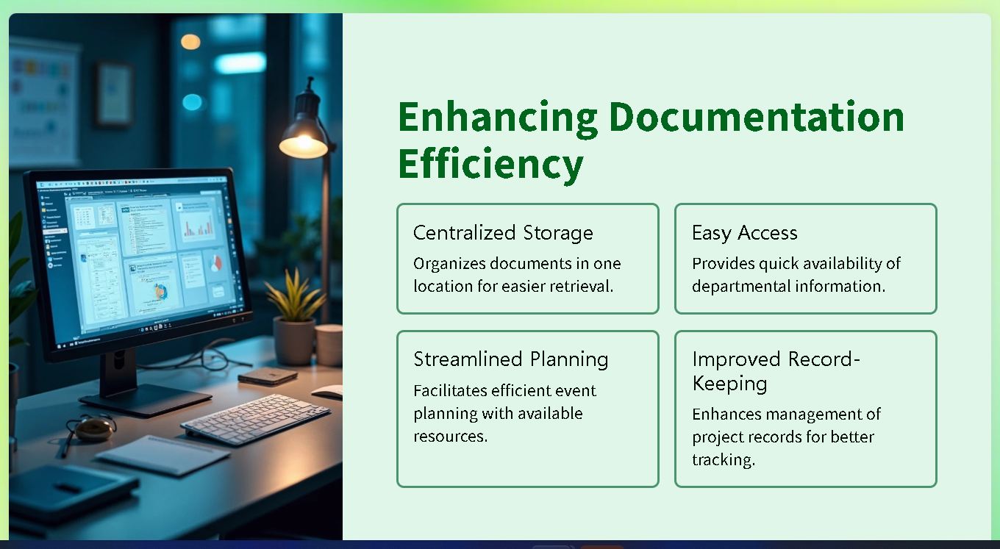 Enhancing Documentation
Efficiency
Centralized Storage
Organizes documents in one
location for easier retrieval.
Easy Access
Provides quick availability of
departmental information.
Streamlined Planning
Facilitates efficient event
planning with available
resources.
Improved Record-
Keeping
Enhances management of
project records for better
tracking.